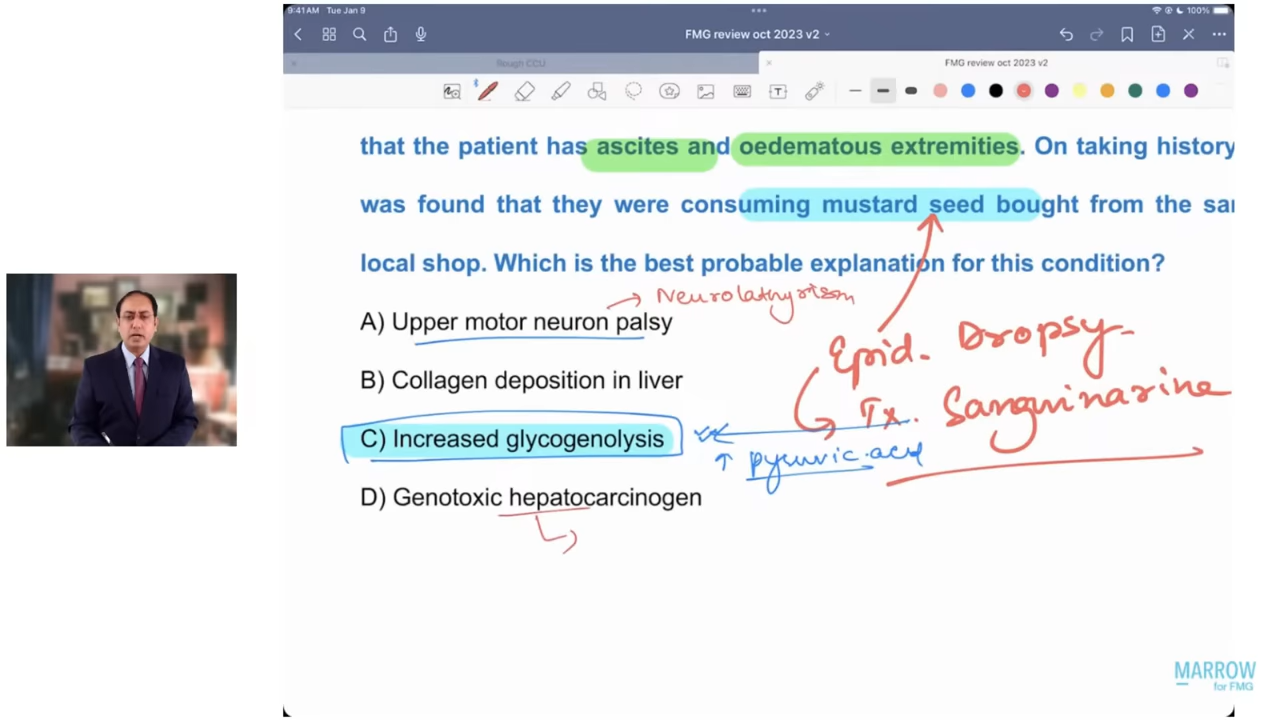 9:41AM Tue Jan 9
100%
FMG review oct 2023 v2
Rough CCU
FMG review oct 2023 v2
T
that the patient has ascites and oedematous extremities. On taking history
was found that they were consuming mustard seed bought from the sa
local shop. Which is the best probable explanation for this condition?
Neurolathyrism
A) Upper motor neuron palsy
Epid. Dropsy
B) Collagen deposition in liver
Tx. Sanguinarine
C) Increased glycogenolysis
↑ pyruvic acid
D) Genotoxic hepatocarcinogen
MARROW
for FMG